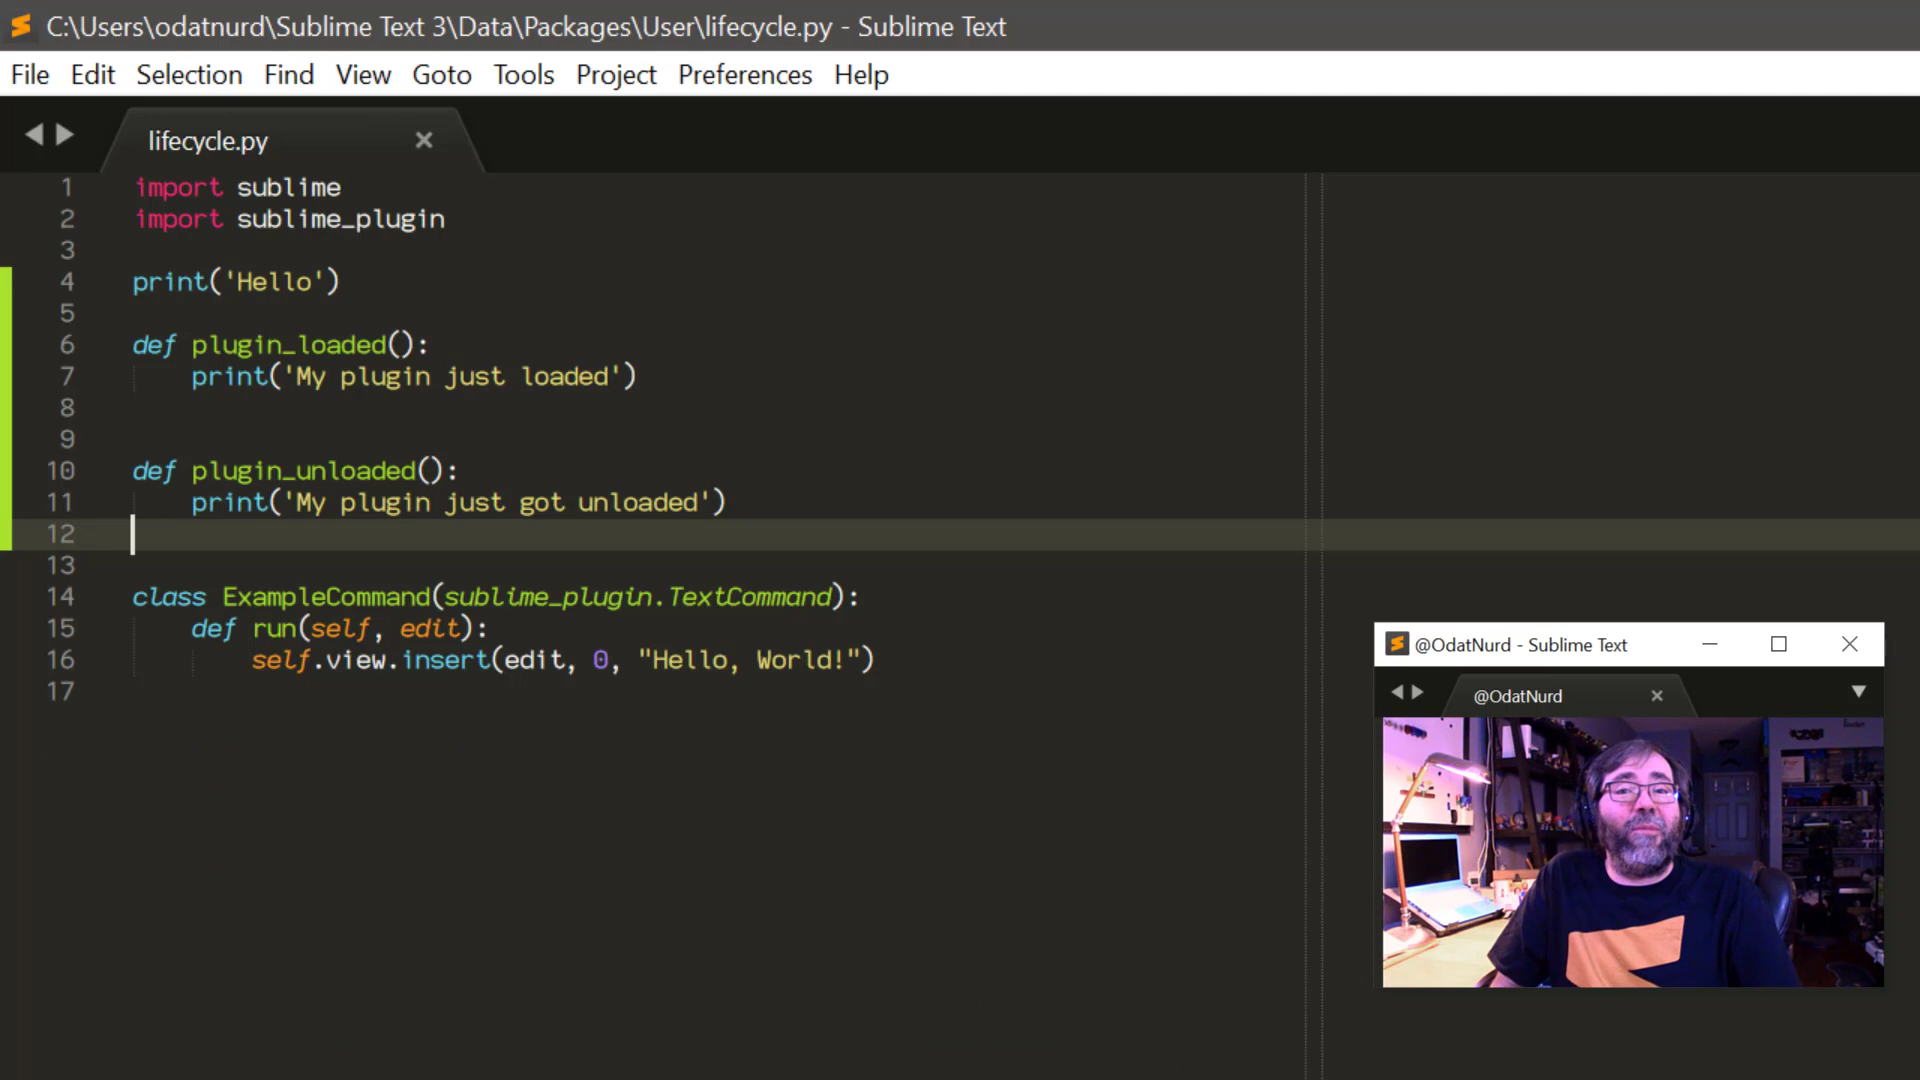 C:\Users\odatnurd\Sublime Text 3\Data\Packages\User\lifecycle.py - Sublime Text
File Edit Selection Find View Goto Tools Project Preferences Help
lifecycle.py
1 import sublime
2 import sublime_plugin
3
4 print('Hello')
5
6 def plugin_loaded():
7 print('My plugin just loaded')
8
9
10 def plugin_unloaded():
11 print('My plugin just got unloaded')
12
13
14 class ExampleCommand(sublime_plugin.TextCommand):
15 def run(self, edit):
16 self.view.insert(edit, 0, "Hello, World!")
17
@OdatNurd - Sublime Text
@OdatNurd